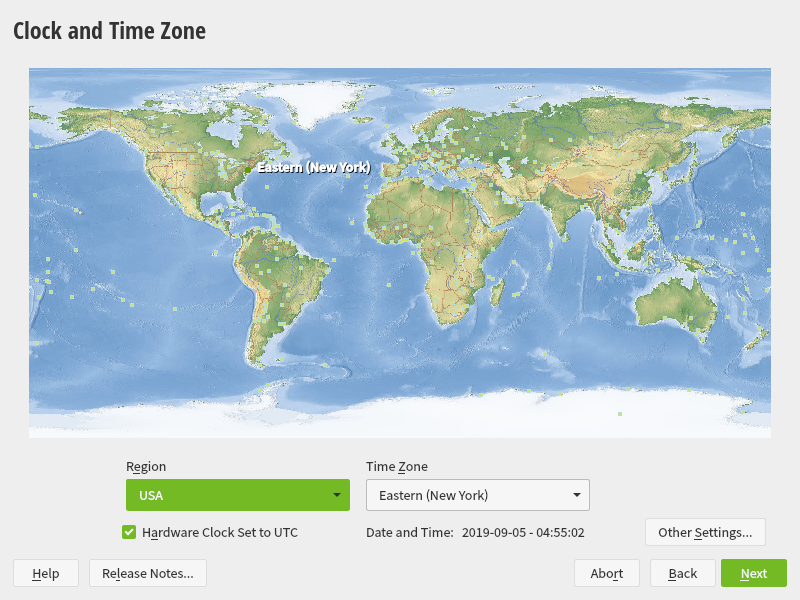 Clock and Time Zone
Eastern (New York)
Region
Time Zone
USA
Eastern (New York)
Hardware Clock Set to UTC
Date and Time: 2019-09-05 - 04:55:02
Other Settings...
Help
Release Notes...
Abort
Back
Next